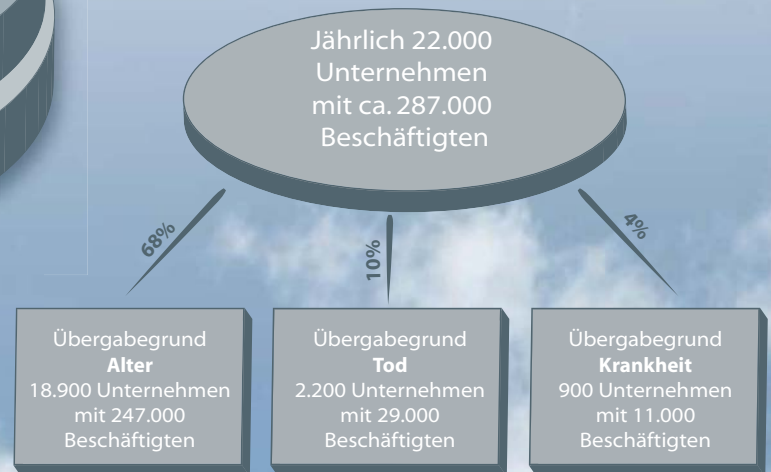 Jährlich 22.000
Unternehmen
mit ca. 287.000
Beschäftigten
68%
10%
4%
Übergabegrund
Alter
18.900 Unternehmen
mit 247.000
Beschäftigten
Übergabegrund
Tod
2.200 Unternehmen
mit 29.000
Beschäftigten
Übergabegrund
Krankheit
900 Unternehmen
mit 11.000
Beschäftigten